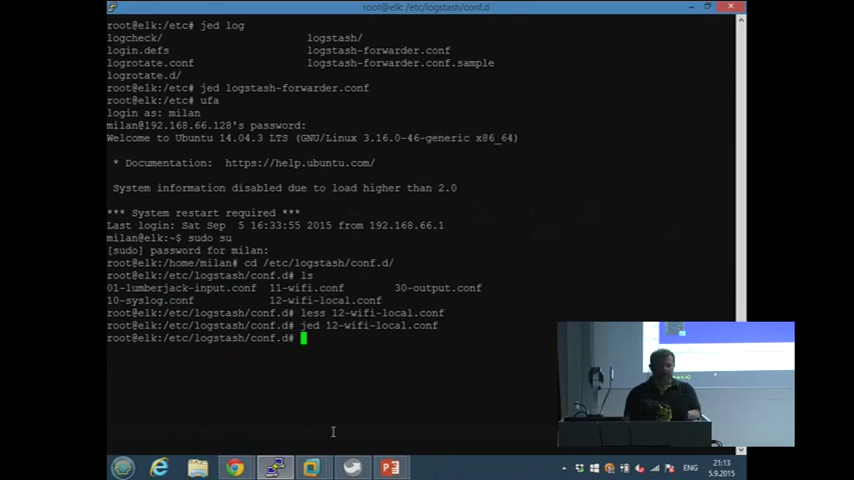 root@elk: /etc/logstash/conf.d
root@elk:/etc# jed log
logcheck/ logstash/
login.defs logstash-forwarder.conf
logrotate.conf logstash-forwarder.conf.sample
logrotate.d/
root@elk:/etc# jed logstash-forwarder.conf
root@elk:/etc# ufa
login as: milan
milan@192.168.66.128's password:
Welcome to Ubuntu 14.04.3 LTS (GNU/Linux 3.16.0-46-generic x86_64)
* Documentation: https://help.ubuntu.com/
System information disabled due to load higher than 2.0
*** System restart required ***
Last login: Sat Sep 5 16:33:55 2015 from 192.168.66.1
milan@elk:~$ sudo su
[sudo] password for milan:
root@elk:/home/milan# cd /etc/logstash/conf.d/
root@elk:/etc/logstash/conf.d# ls
01-lumberjack-input.conf 11-wifi.conf 30-output.conf
10-syslog.conf 12-wifi-local.conf
root@elk:/etc/logstash/conf.d# less 12-wifi-local.conf
root@elk:/etc/logstash/conf.d# jed 12-wifi-local.conf
root@elk:/etc/logstash/conf.d#
ENG
21:13
5.9.2015